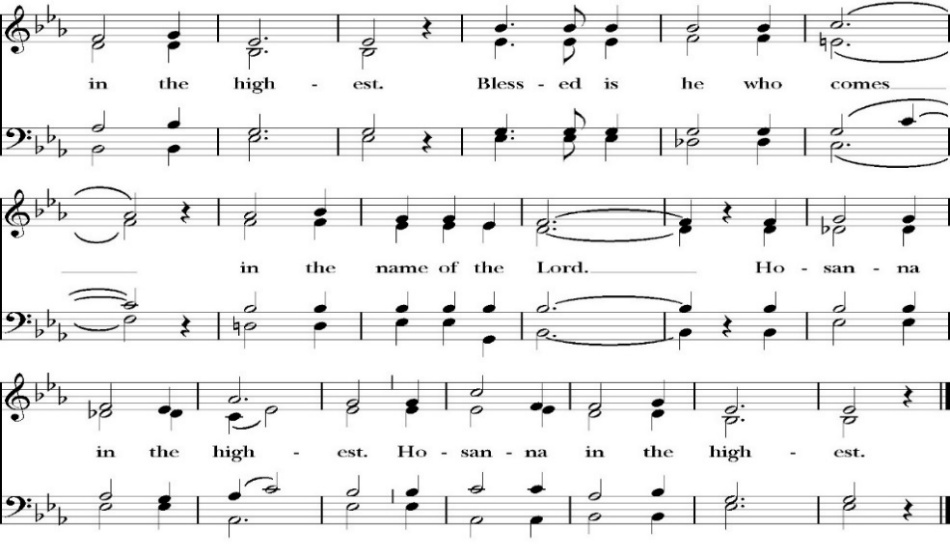 in the high - est. Bless - ed is he who comes
in the name of the Lord. Ho - san - na
in the high - est. Ho - san - na in the high - est.